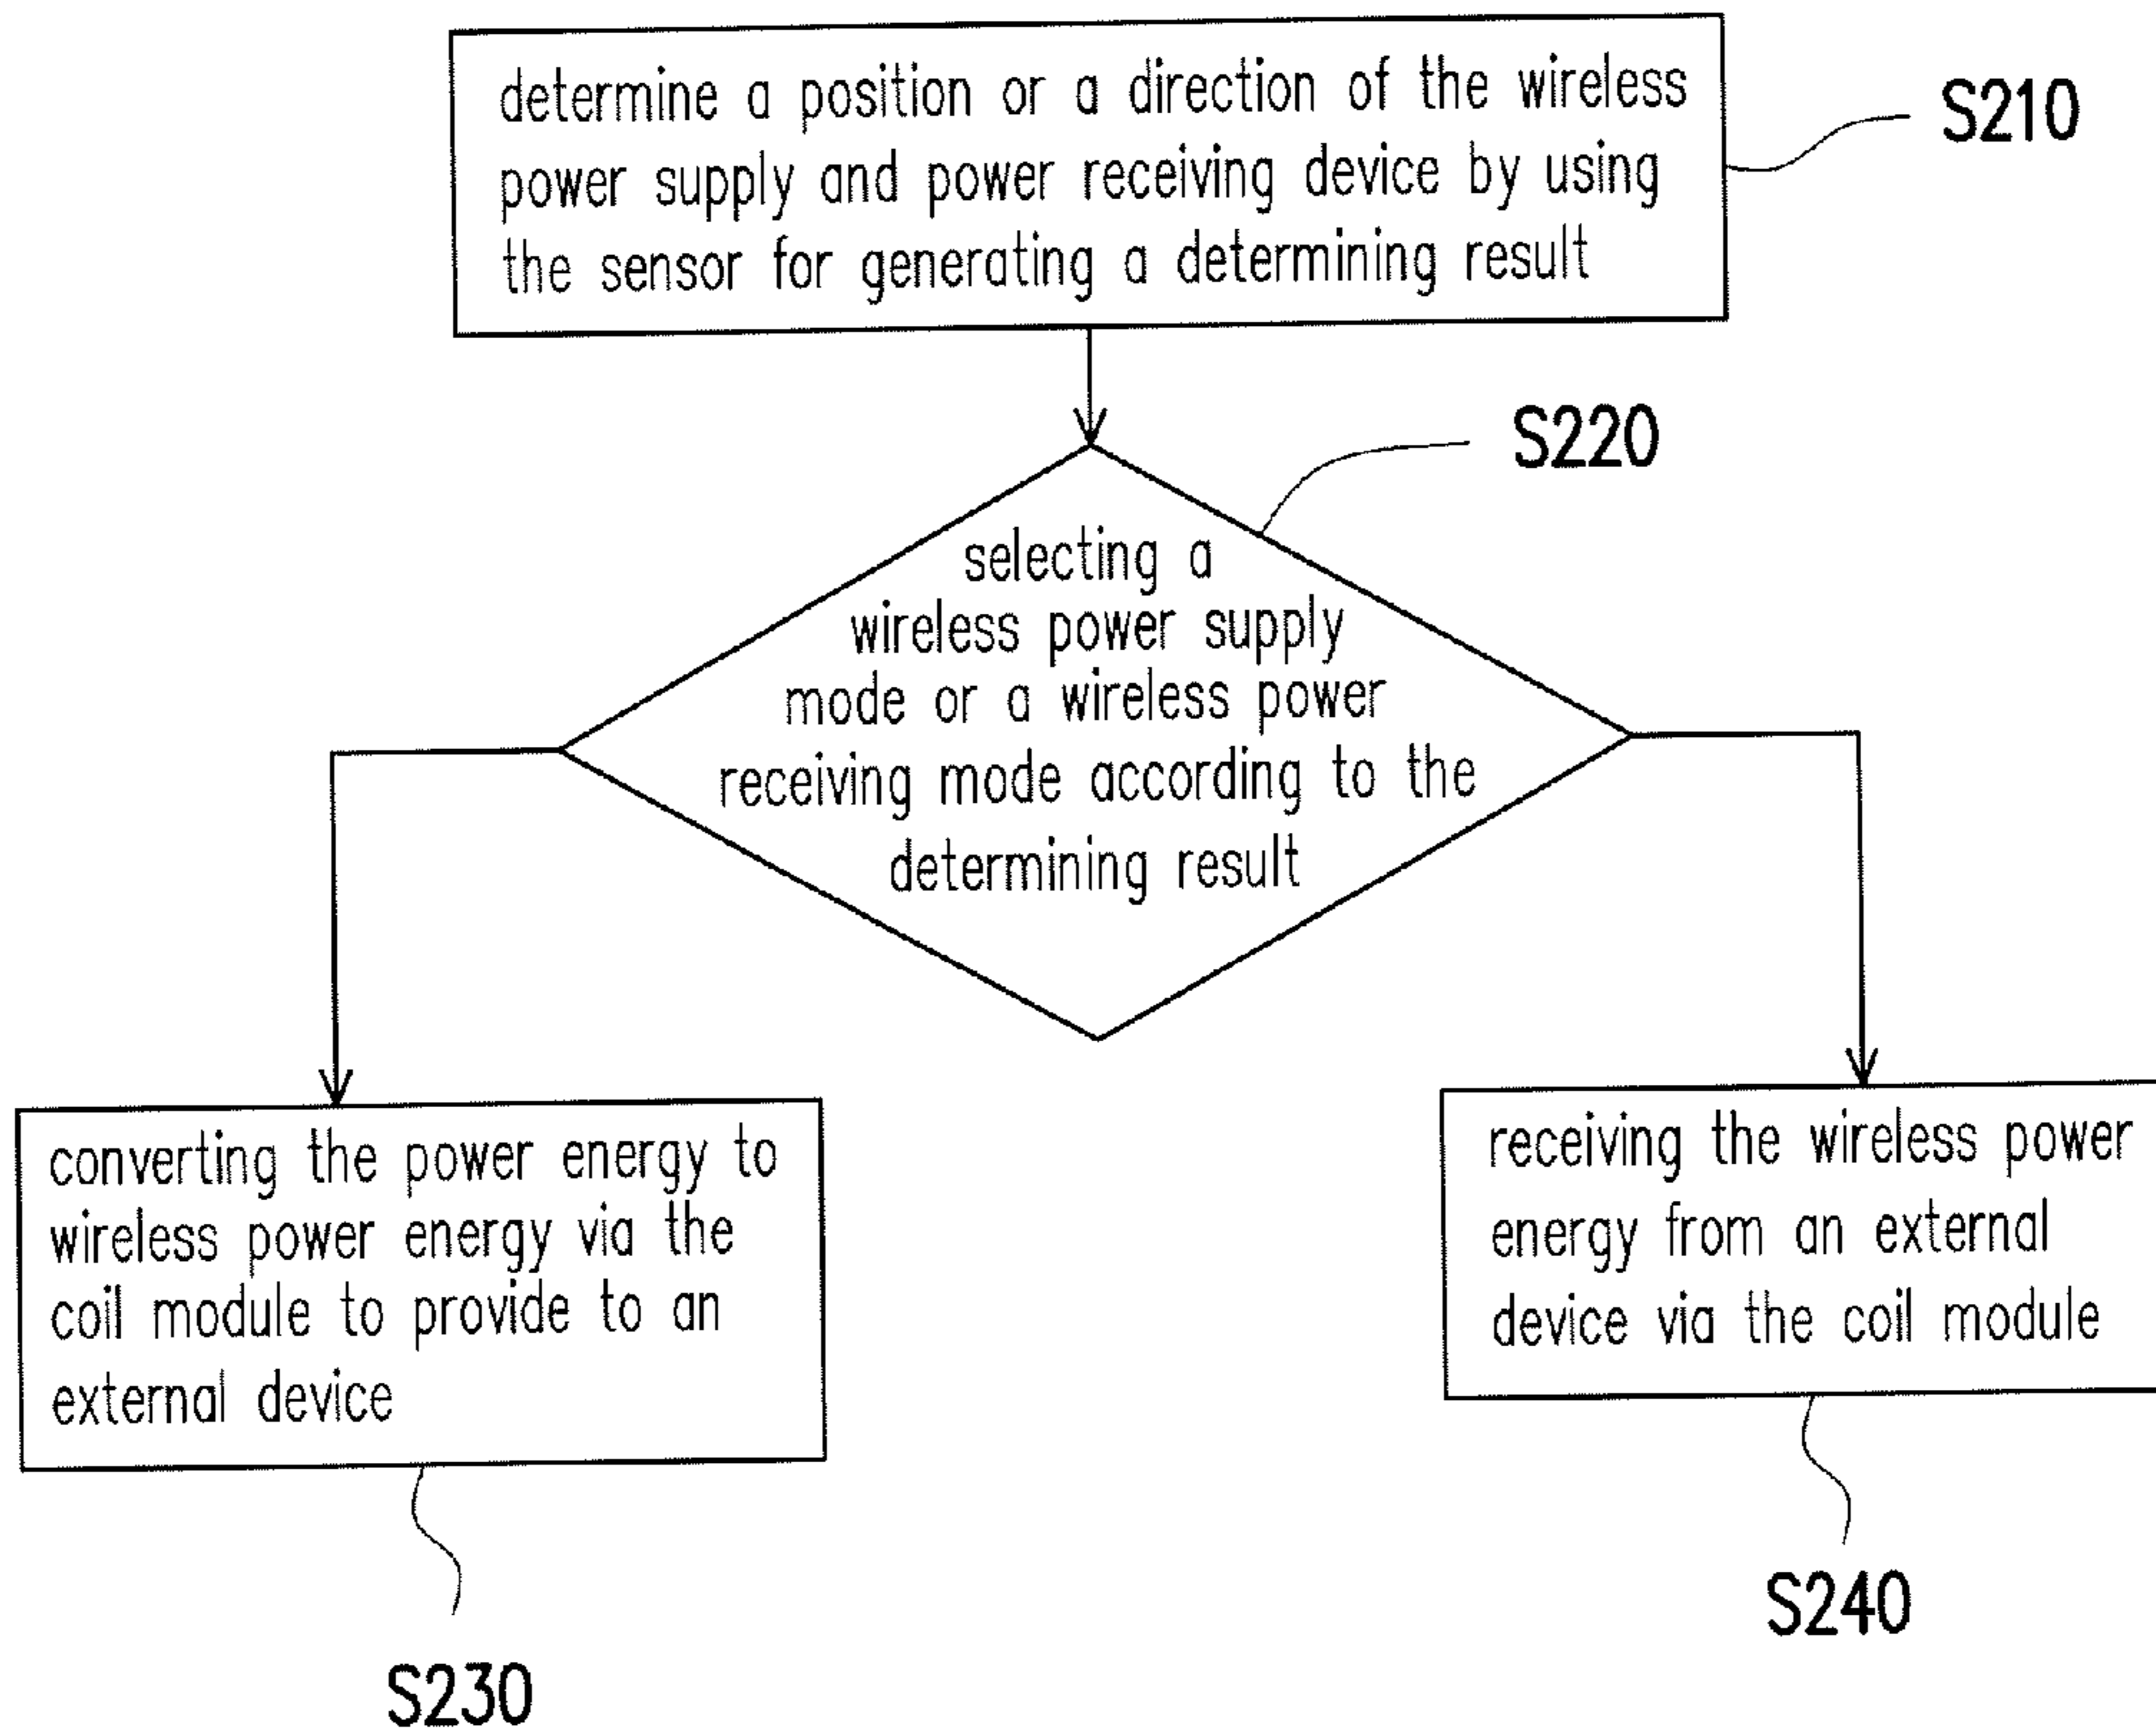 determine a position or a direction of the wireless
power supply and power receiving device by using
the sensor for generating a determining result
S210
S220
selecting a
wireless power supply
mode or a wireless power
receiving mode according to the
determining result
converting the power energy to
wireless power energy via the
coil module to provide to an
external device
S230
receiving the wireless power
energy from an external
device via the coil module
S240